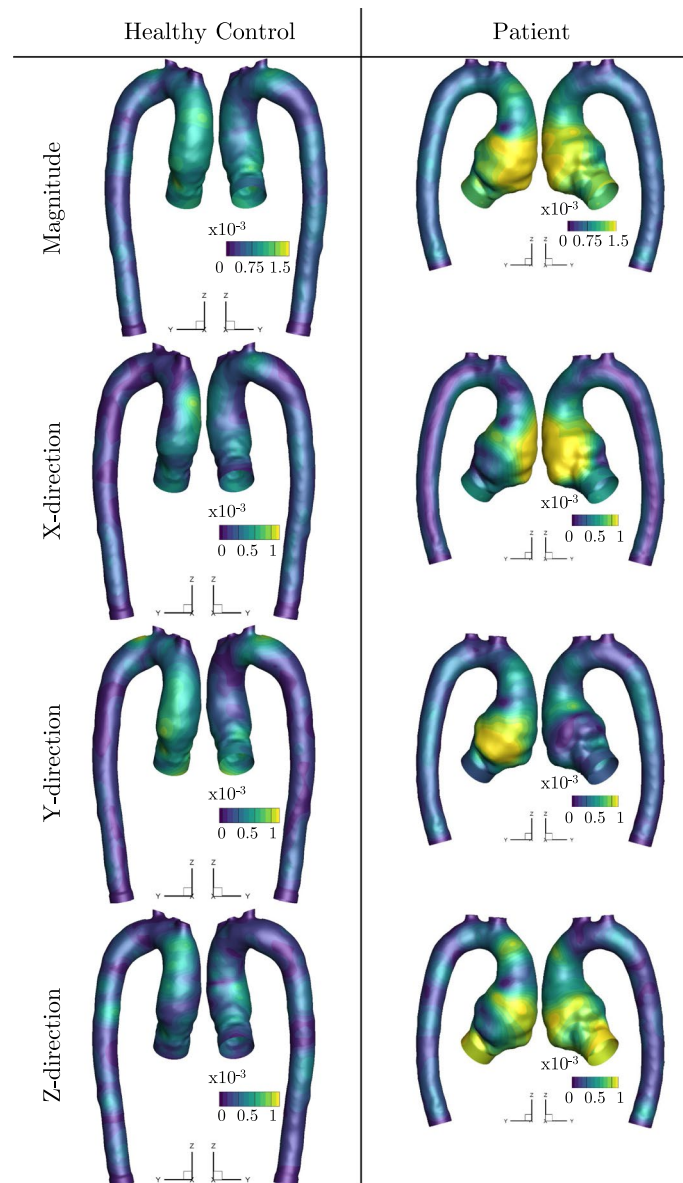 Healthy Control Patient
Magnitude
x10-3
0 0.75 1.5
x10-3
0 0.75 1.5
Z Z
Y X X Y
Z Z
Y X X Y
X-direction
x10-3
0 0.5 1
x10-3
0 0.5 1
Z Z
Y X X Y
Z Z
Y X X Y
Y-direction
x10-3
0 0.5 1
x10-3
0 0.5 1
Z Z
Y X X Y
Z Z
Y X X Y
Z-direction
x10-3
0 0.5 1
x10-3
0 0.5 1
Z Z
Y X X Y
Z Z
Y X X Y